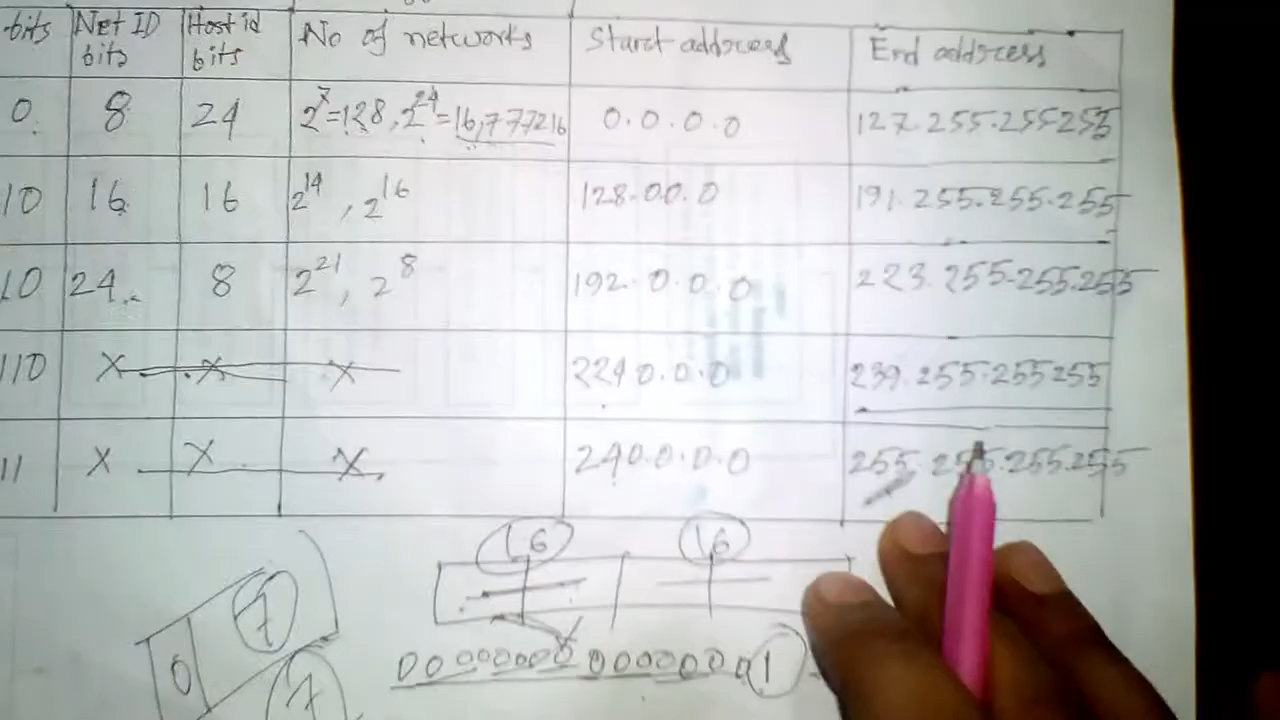 bits Net ID bits Host id bits No of networks Start address End address
0 8 24 2^7=128, 2^24=16,777216 0.0.0.0 127.255.255255
10 16 16 2^14, 2^16 128.0.0.0 191.255.255.255
10 24 8 2^21, 2^8 192.0.0.0 223.255.255.255
110 X X X 224 0.0.0 239.255.255255
11 X X X 240.0.0.0 255.255.255.255
16 16
0 7
0000000000000001
7